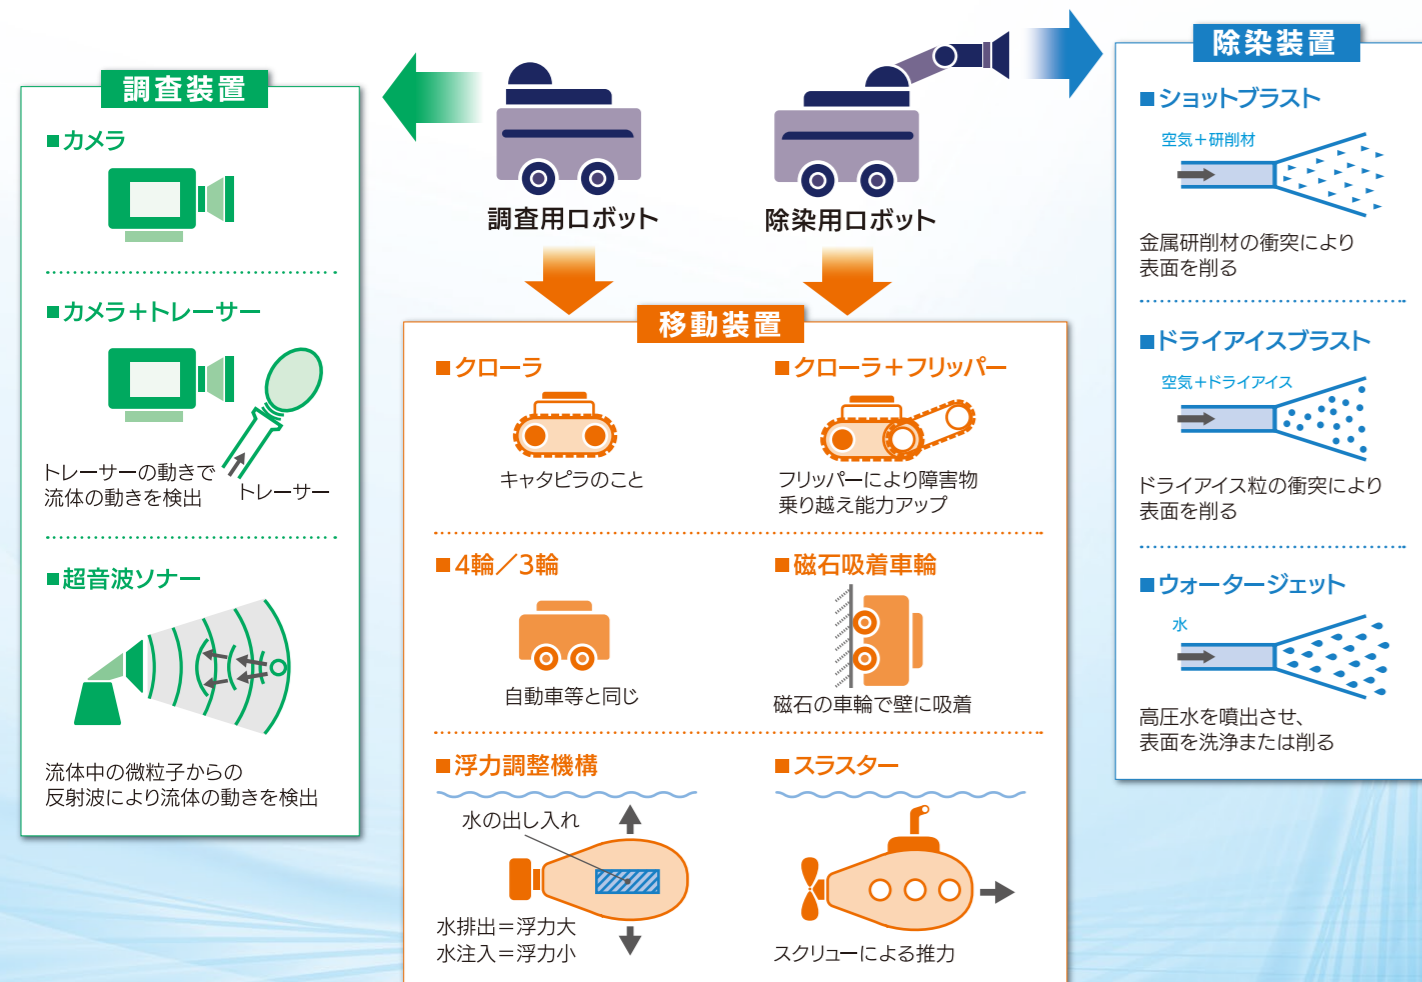 調査用ロボット
除染用ロボット
調査装置
■カメラ
■カメラ+トレーサー
トレーサーの動きで
流体の動きを検出
トレーサー
■超音波ソナー
流体中の微粒子からの
反射波により流体の動きを検出
移動装置
■クローラ
キャタピラのこと
■クローラ+フリッパー
フリッパーにより障害物
乗り越え能力アップ
■4輪/3輪
自動車等と同じ
■磁石吸着車輪
磁石の車輪で壁に吸着
■浮力調整機構
水の出し入れ
水排出=浮力大
水注入=浮力小
■スラスター
スクリューによる推力
除染装置
■ショットブラスト
空気+研削材
金属研削材の衝突により
表面を削る
■ドライアイスブラスト
空気+ドライアイス
ドライアイス粒の衝突により
表面を削る
■ウォータージェット
水
高圧水を噴出させ、
表面を洗浄または削る